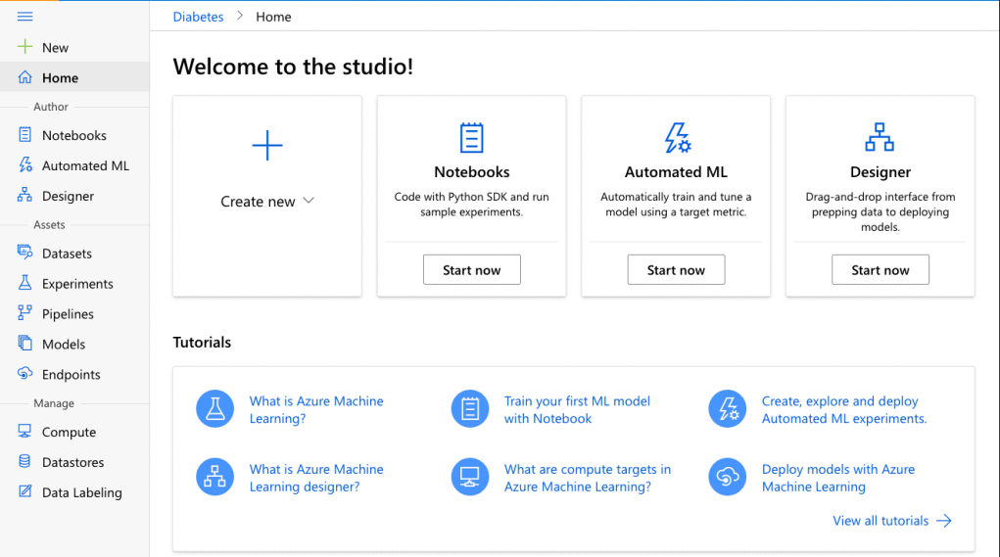 Diabetes > Home
New
Home
Author
Notebooks
Automated ML
Designer
Assets
Datasets
Experiments
Pipelines
Models
Endpoints
Manage
Compute
Datastores
Data Labeling
Welcome to the studio!
Create new
Notebooks
Code with Python SDK and run
sample experiments.
Start now
Automated ML
Automatically train and tune a
model using a target metric.
Start now
Designer
Drag-and-drop interface from
prepping data to deploying
models.
Start now
Tutorials
What is Azure Machine
Learning?
Train your first ML model
with Notebook
Create, explore and deploy
Automated ML experiments.
What is Azure Machine
Learning designer?
What are compute targets in
Azure Machine Learning?
Deploy models with Azure
Machine Learning
View all tutorials